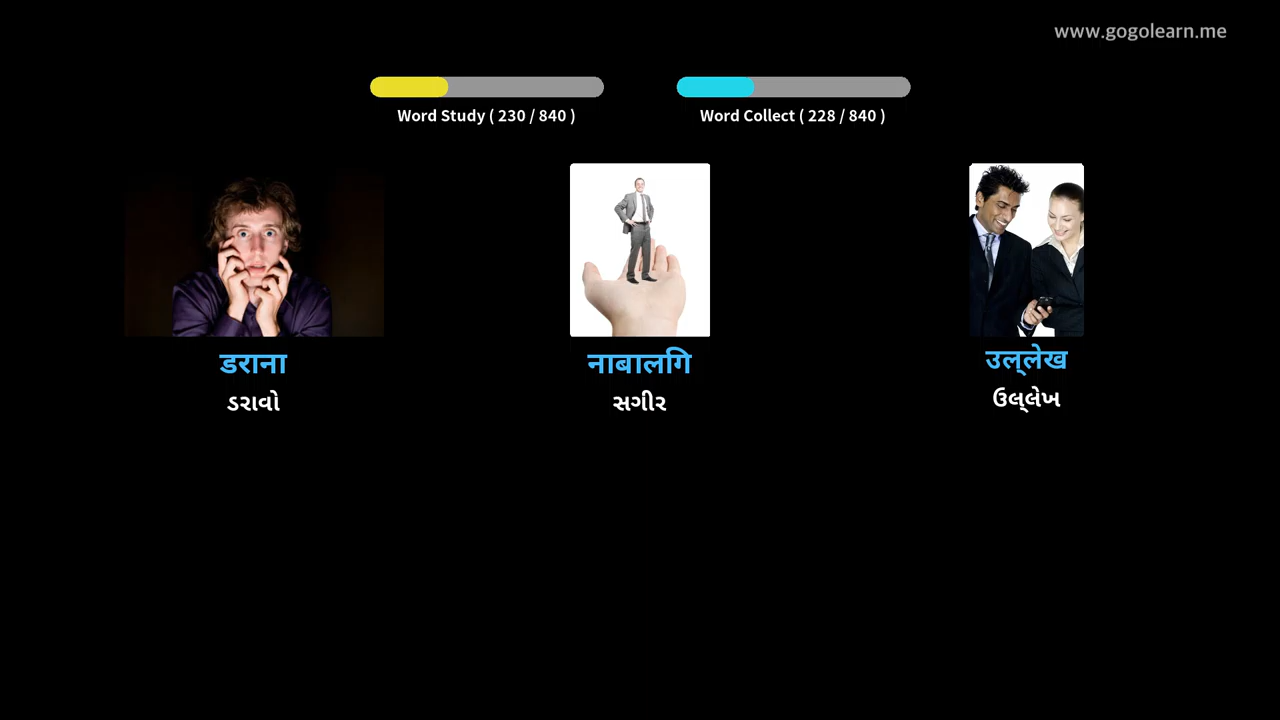 www.gogolearn.me
Word Study ( 230 / 840 )
Word Collect ( 228 / 840 )
डराना
नाबालगि
उल्लेख
ડરાવો
સગીર
ઉલ્લેખ